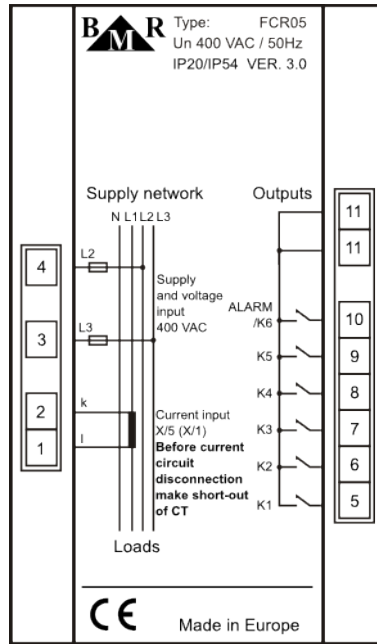 BMR
Type: FCR05
Un 400 VAC / 50Hz
IP20/IP54 VER. 3.0
Supply network
Outputs
N L1 L2 L3
4
L2
3
L3
2
k
1
l
Supply
and voltage
input
400 VAC
Current input
X/5 (X/1)
Before current
circuit
disconnection
make short-out
of CT
Loads
11
11
ALARM
/K6
10
K5
9
K4
8
K3
7
K2
6
K1
5
CE
Made in Europe